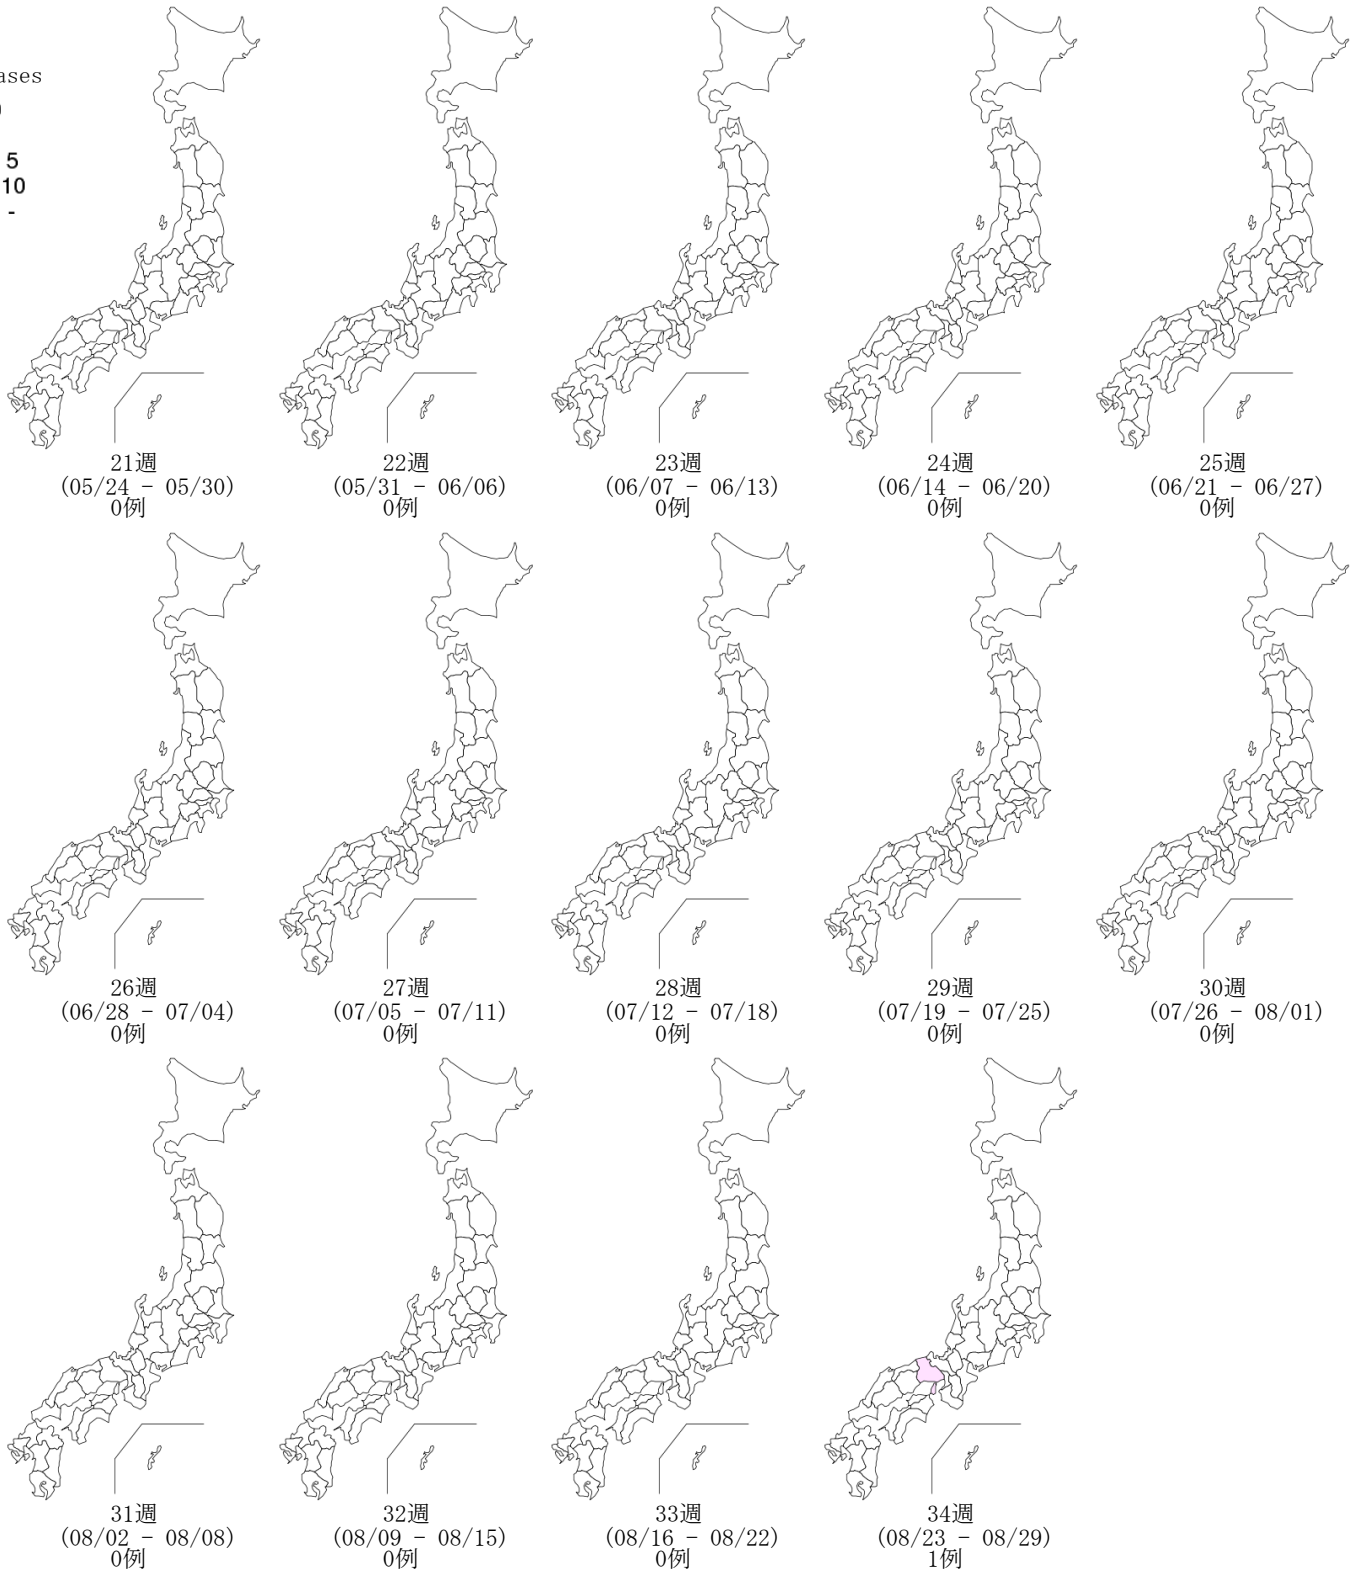 ases
5
10
-
21週
(05/24 - 05/30)
0例
22週
(05/31 - 06/06)
0例
23週
(06/07 - 06/13)
0例
24週
(06/14 - 06/20)
0例
25週
(06/21 - 06/27)
0例
26週
(06/28 - 07/04)
0例
27週
(07/05 - 07/11)
0例
28週
(07/12 - 07/18)
0例
29週
(07/19 - 07/25)
0例
30週
(07/26 - 08/01)
0例
31週
(08/02 - 08/08)
0例
32週
(08/09 - 08/15)
0例
33週
(08/16 - 08/22)
0例
34週
(08/23 - 08/29)
1例